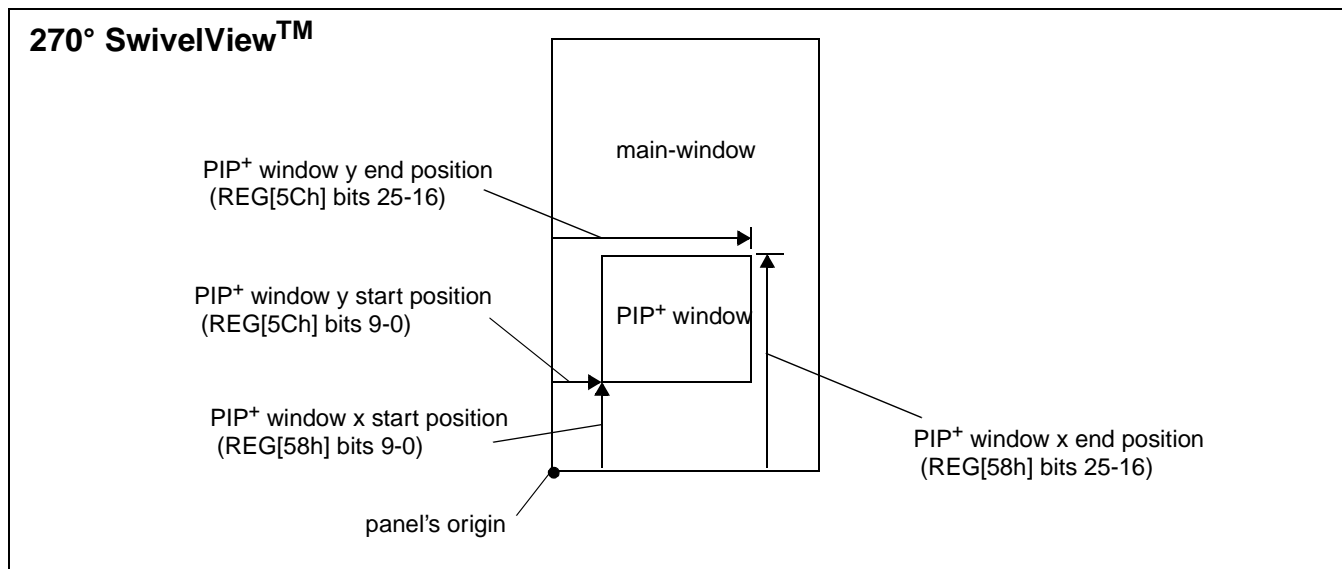 270° SwivelView™
main-window
PIP+ window y end position
(REG[5Ch] bits 25-16)
PIP+ window y start position
(REG[5Ch] bits 9-0)
PIP+ window
PIP+ window x start position
(REG[58h] bits 9-0)
PIP+ window x end position
(REG[58h] bits 25-16)
panel’s origin